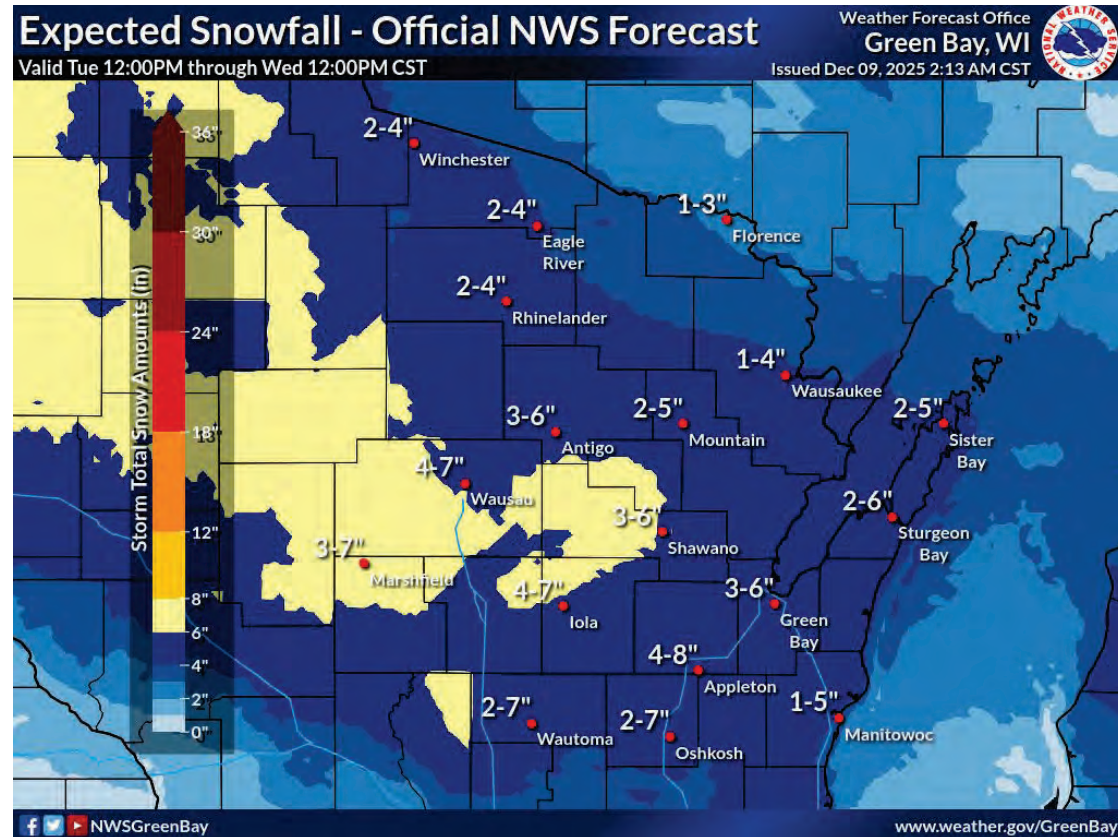 Expected Snowfall - Official NWS Forecast
Valid Tue 12:00PM through Wed 12:00PM CST
Weather Forecast Office
Green Bay, WI
Issued Dec 09, 2025 2:13 AM CST
NATIONAL WEATHER SERVICE
Storm Total Snow Amounts (in)
36"
30"
24"
18"
12"
8"
6"
4"
2"
0"
2-4"
Winchester
2-4"
Eagle
River
1-3"
Florence
2-4"
Rhinelander
1-4"
Wausaukee
3-6"
Antigo
2-5"
Mountain
2-5"
Sister
Bay
4-7"
Wausau
2-6"
Sturgeon
Bay
3-6"
Shawano
3-7"
Marshfield
4-7"
Iola
3-6"
Green
Bay
4-8"
Appleton
1-5"
Manitowoc
2-7"
Wautoma
2-7"
Oshkosh
NWSGreenBay
www.weather.gov/GreenBay